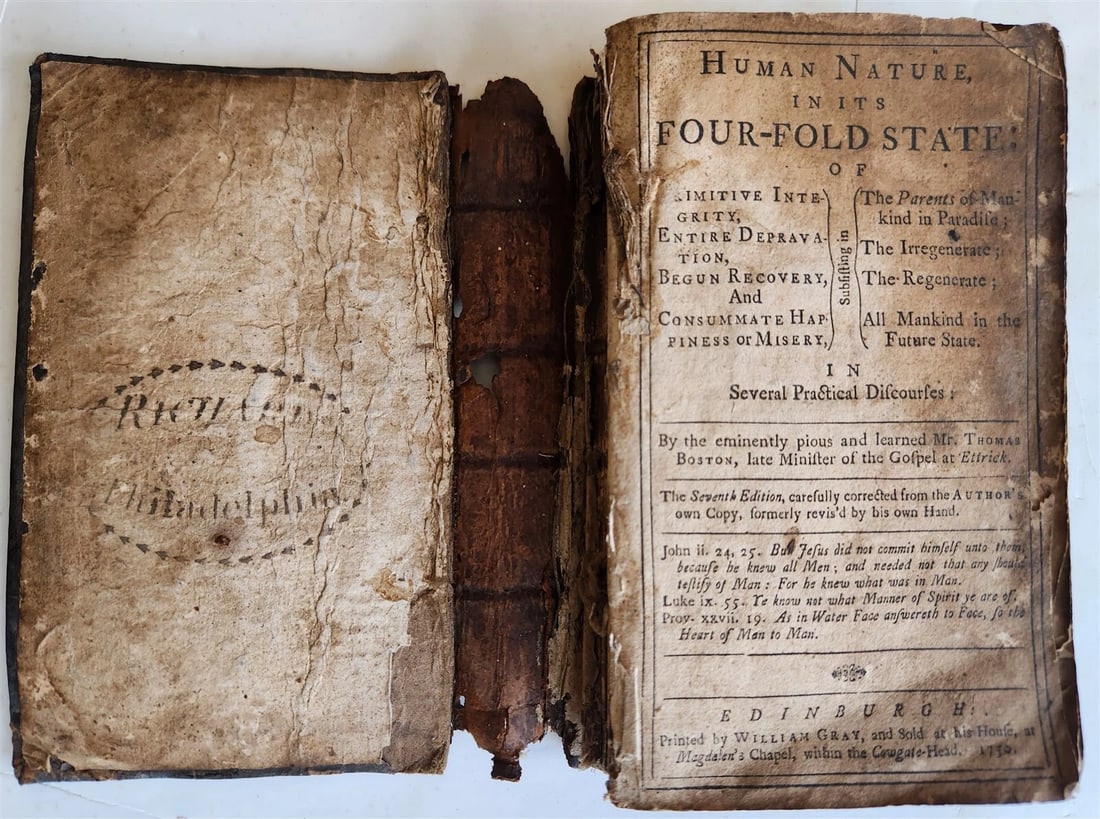 Philadelphia
HUMAN NATURE,
IN ITS
FOUR-FOLD STATE:
OF
IMITIVE INTE-
GRITY,
ENTIRE DEPRAVA-
TION,
BEGUN RECOVERY,
And
CONSUMMATE HAP
PINESS or MISERY,
Subſiſting in
The Parents of Man-
kind in Paradiſe;
The Irregenerate;
The Regenerate;
All Mankind in the
Future State.
IN
Several Practical Diſcourſes:
By the eminently pious and learned Mr. THOMAS
BOSTON, late Miniſter of the Goſpel at Ettrick.
The Seventh Edition, carefully corrected from the AUTHOR's
own Copy, formerly revis'd by his own Hand.
John ii. 24, 25. But Jeſus did not commit himſelf unto them,
becauſe he knew all Men; and needed not that any ſhould
teſtify of Man: For he knew what was in Man.
Luke ix. 55. Ye know not what Manner of Spirit ye are of.
Prov. xxvii. 19. As in Water Face anſwereth to Face, ſo the
Heart of Man to Man.
EDINBURGH:
Printed by WILLIAM GRAY, and Sold at his Houſe, at
Magdalen's Chapel, within the Cowgate-Head. 1750.